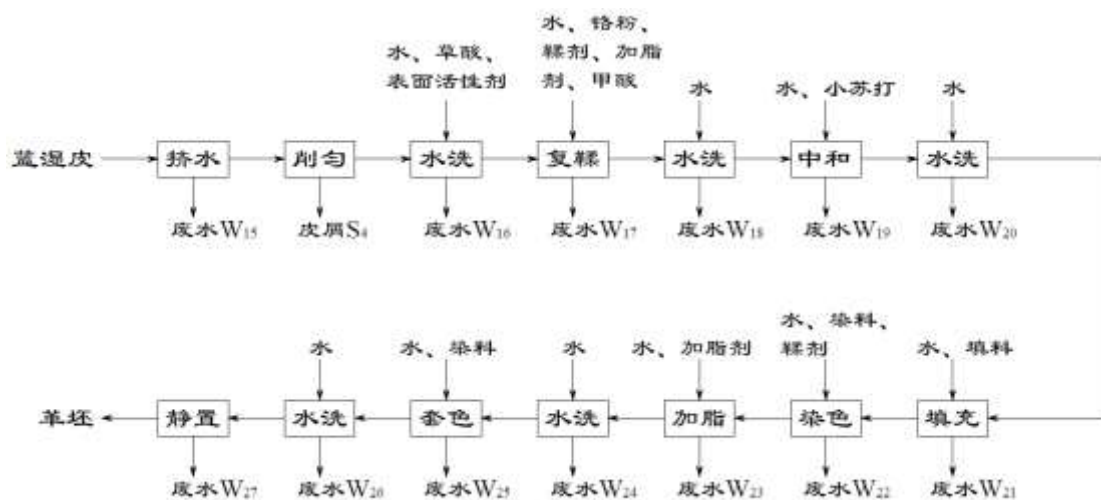 水、草酸、
表面活性剂
水、铬粉、
鞣剂、加脂
剂、甲酸
水
水、小苏打
水
蓝湿皮
挤水
削匀
水洗
复鞣
水洗
中和
水洗
废水W15
皮屑S4
废水W16
废水W17
废水W18
废水W19
废水W20
水
水、染料
水
水、加脂剂
水、染料、
鞣剂
水、填料
革坯
静置
水洗
套色
水洗
加脂
染色
填充
废水W27
废水W26
废水W25
废水W24
废水W23
废水W22
废水W21